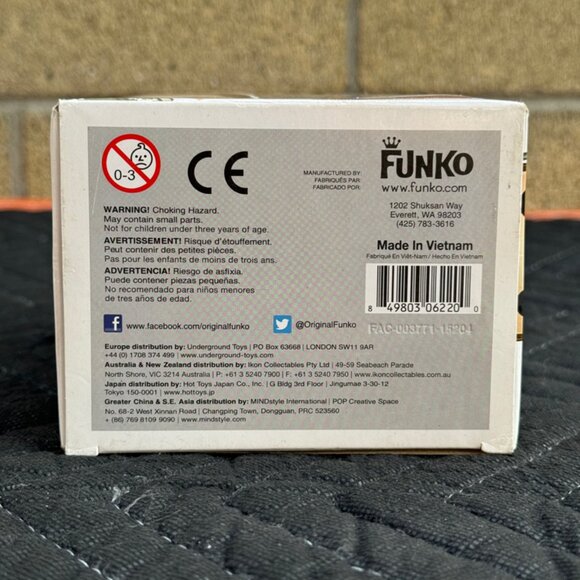 0-3
CE
MANUFACTURED BY:
FABRIQUÉS PAR:
FABRICADO POR:
FUNKO
www.funko.com
1202 Shuksan Way
Everett, WA 98203
(425) 783-3616
WARNING! Choking Hazard.
May contain small parts.
Not for children under three years of age.
AVERTISSEMENT! Risque d'étouffement.
Peut contenir des petites piéces.
Pas pour les enfants de moins de trois ans.
ADVERTENCIA! Riesgo de asfixia.
Puede contener piezas pequeñas.
No recomendado para niños menores
de tres años de edad.
Made In Vietnam
Fabriqué En Viêt-Nam / Hecho En Vietnam
8 49803 06220 0
FAC-008771-15204
www.facebook.com/originalfunko
@OriginalFunko
Europe distribution by: Underground Toys | PO Box 63668 | LONDON SW11 9AR
+44 (0) 1708 374 499 | www.underground-toys.com
Australia & New Zealand distribution by: Ikon Collectables Pty Ltd | 49-59 Seabeach Parade
North Shore, VIC 3214 Australia | P: +61 3 5240 7900 | F: +61 3 5240 7950 | www.ikoncollectables.com.au
Japan distribution by: Hot Toys Japan Co., Inc. | G Bldg 3rd Floor | Jingumae 3-30-12
Tokyo 150-0001 | www.hottoys.jp
Greater China & S.E. Asia distribution by: MINDstyle International | POP Creative Space
No. 68-2 West Xinnan Road | Changping Town, Dongguan, PRC 523560
+ (86) 769 8109 9090 | www.mindstyle.com